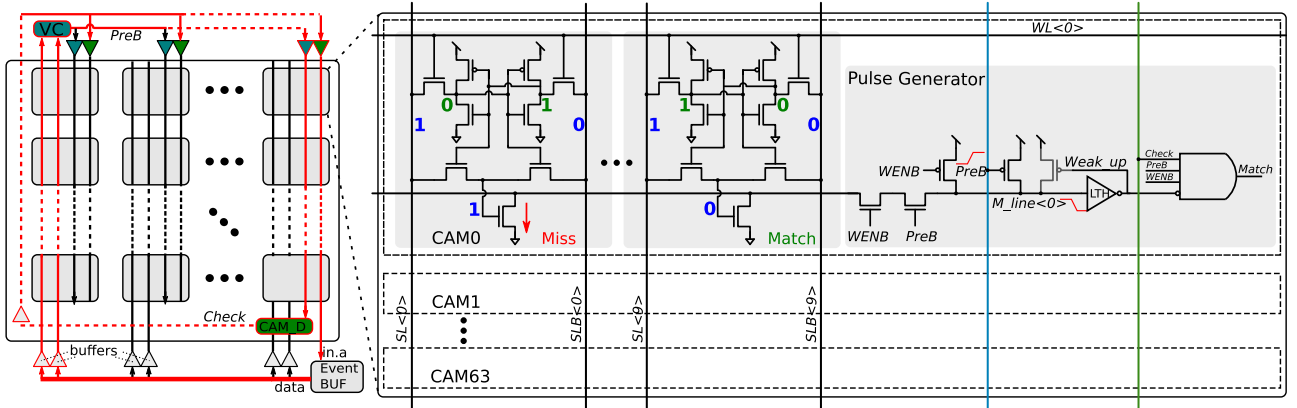 VC
PreB
Check
CAM_D
buffers
data
in.a
Event
BUF
WL<0>
0
1
1
0
1
0
1
0
1
0
CAM0
Miss
Match
SL<0>
SLB<0>
SL<9>
SLB<9>
CAM1
CAM63
Pulse Generator
WENB
PreB
Weak_up
M_line<0>
LTH
WENB
PreB
Check
PreB
WENB
Match